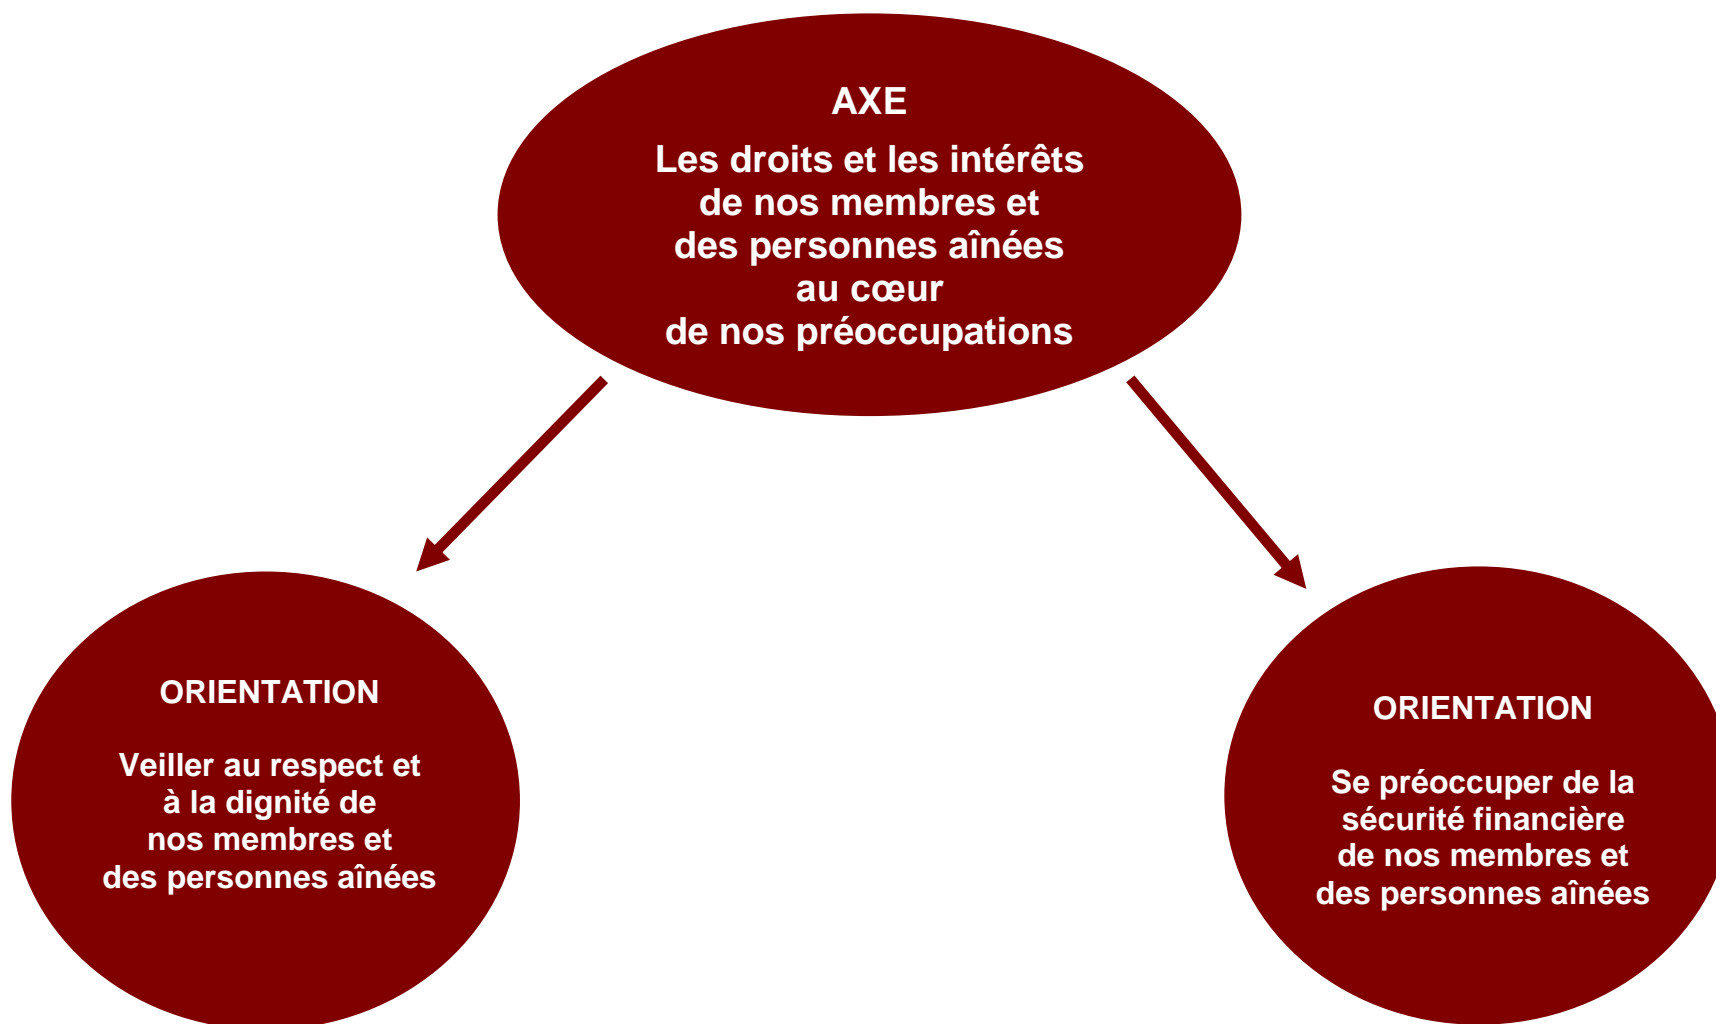 AXE
Les droits et les intérêts
de nos membres et
des personnes aînées
au cœur
de nos préoccupations
ORIENTATION
Veiller au respect et
à la dignité de
nos membres et
des personnes aînées
ORIENTATION
Se préoccuper de la
sécurité financière
de nos membres et
des personnes aînées